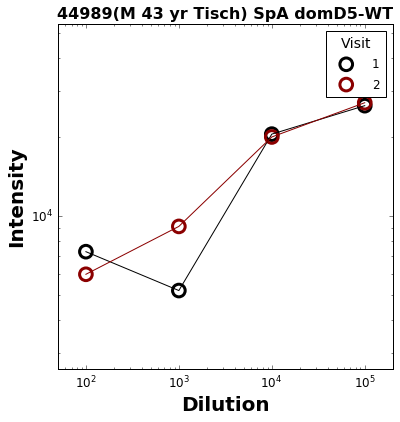 44989(M 43 yr Tisch) SpA domD5-WT
Visit
1
2
Intensity
10^4
10^2 10^3 10^4 10^5
Dilution